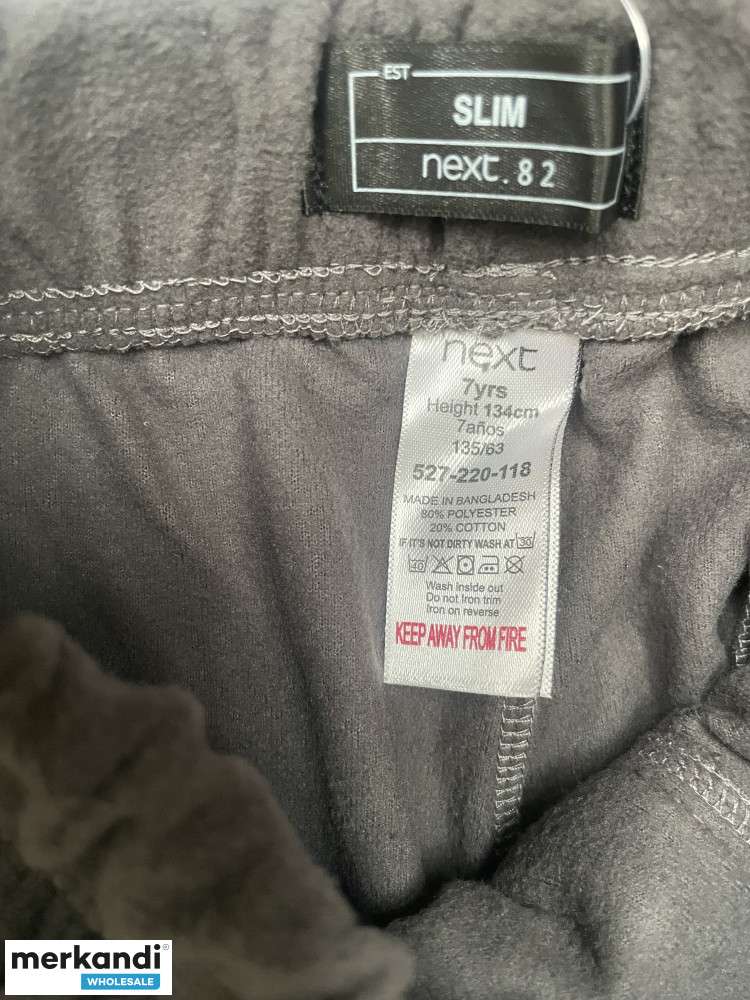 EST
SLIM
next. 82
next
7yrs
Height 134cm
7años
135/63
527-220-118
MADE IN BANGLADESH
80% POLYESTER
20% COTTON
IF IT'S NOT DIRTY WASH AT 30
40
Wash inside out
Do not Iron trim
Iron on reverse
KEEP AWAY FROM FIRE
merkandi
WHOLESALE